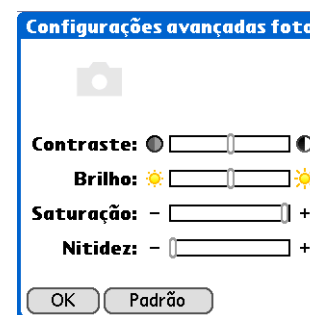 Configurações avançadas foto
Contraste:
Brilho:
Saturação: - +
Nitidez: - +
OK Padrão